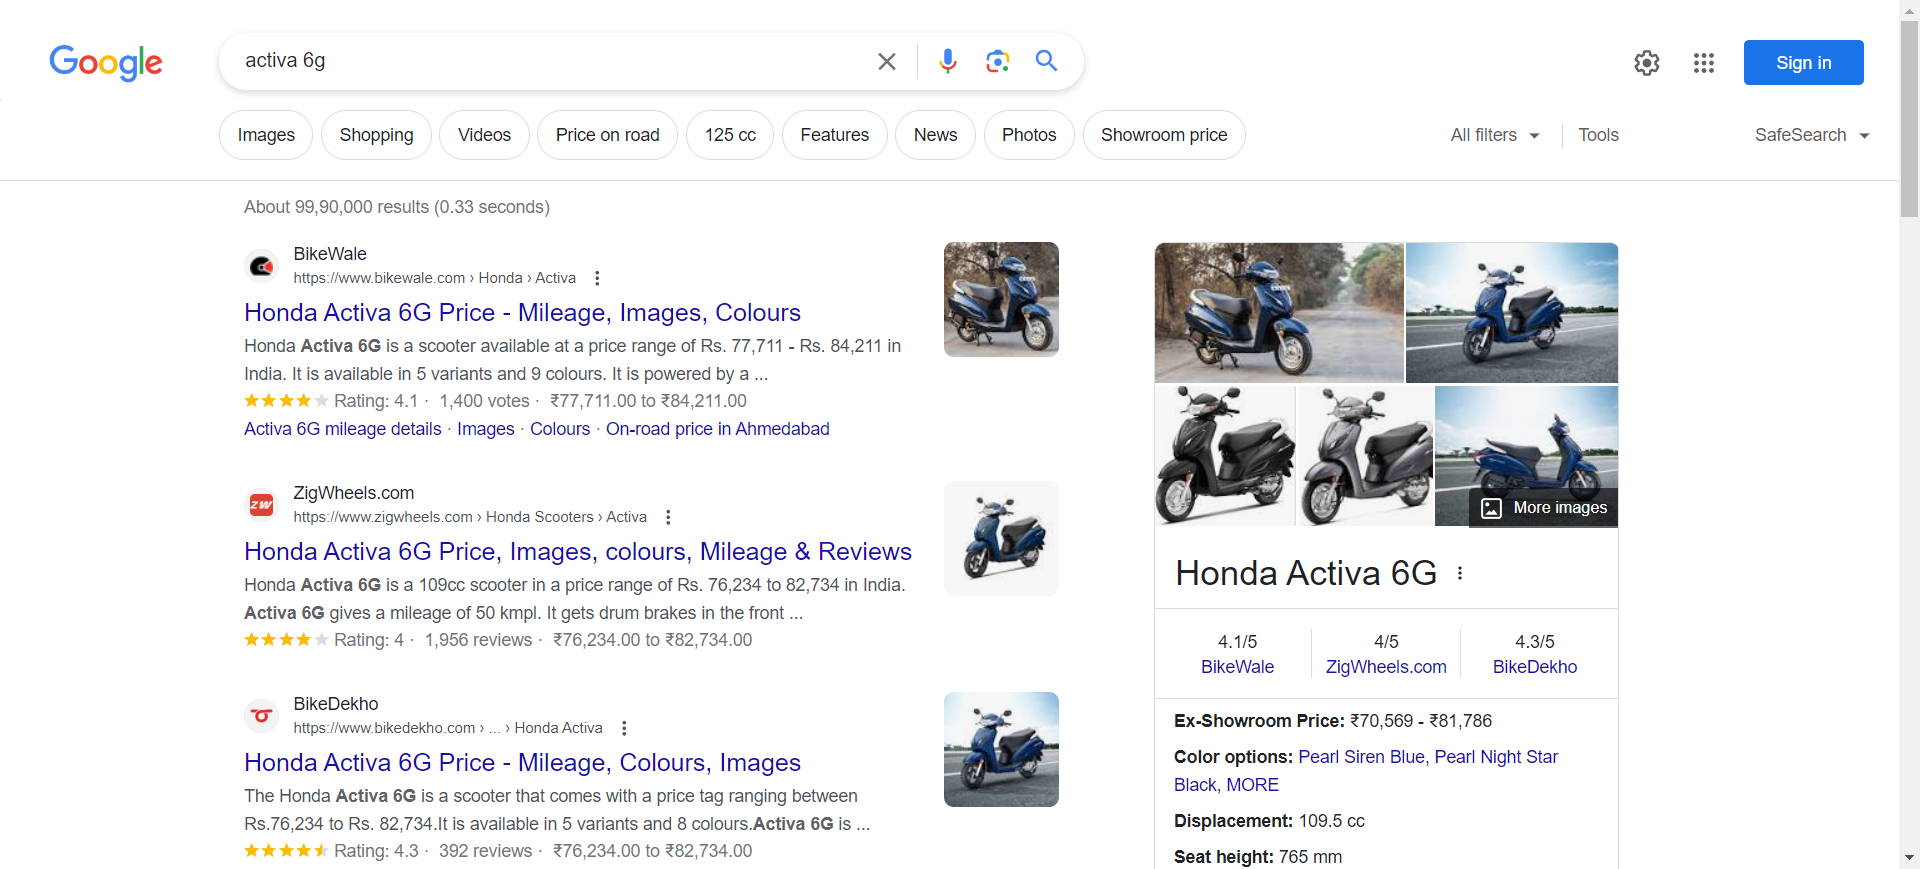 Google
activa 6g
Sign in
Images
Shopping
Videos
Price on road
125 cc
Features
News
Photos
Showroom price
All filters
Tools
SafeSearch
About 99,90,000 results (0.33 seconds)
BikeWale
https://www.bikewale.com › Honda › Activa
Honda Activa 6G Price - Mileage, Images, Colours
Honda Activa 6G is a scooter available at a price range of Rs. 77,711 - Rs. 84,211 in
India. It is available in 5 variants and 9 colours. It is powered by a ...
Rating: 4.1 · 1,400 votes · ₹77,711.00 to ₹84,211.00
Activa 6G mileage details · Images · Colours · On-road price in Ahmedabad
ZW
ZigWheels.com
https://www.zigwheels.com › Honda Scooters › Activa
Honda Activa 6G Price, Images, colours, Mileage & Reviews
Honda Activa 6G is a 109cc scooter in a price range of Rs. 76,234 to 82,734 in India.
Activa 6G gives a mileage of 50 kmpl. It gets drum brakes in the front ...
Rating: 4 · 1,956 reviews · ₹76,234.00 to ₹82,734.00
BikeDekho
https://www.bikedekho.com › ... › Honda Activa
Honda Activa 6G Price - Mileage, Colours, Images
The Honda Activa 6G is a scooter that comes with a price tag ranging between
Rs.76,234 to Rs. 82,734.It is available in 5 variants and 8 colours.Activa 6G is ...
Rating: 4.3 · 392 reviews · ₹76,234.00 to ₹82,734.00
More images
Honda Activa 6G
4.1/5
BikeWale
4/5
ZigWheels.com
4.3/5
BikeDekho
Ex-Showroom Price: ₹70,569 - ₹81,786
Color options: Pearl Siren Blue, Pearl Night Star
Black, MORE
Displacement: 109.5 cc
Seat height: 765 mm